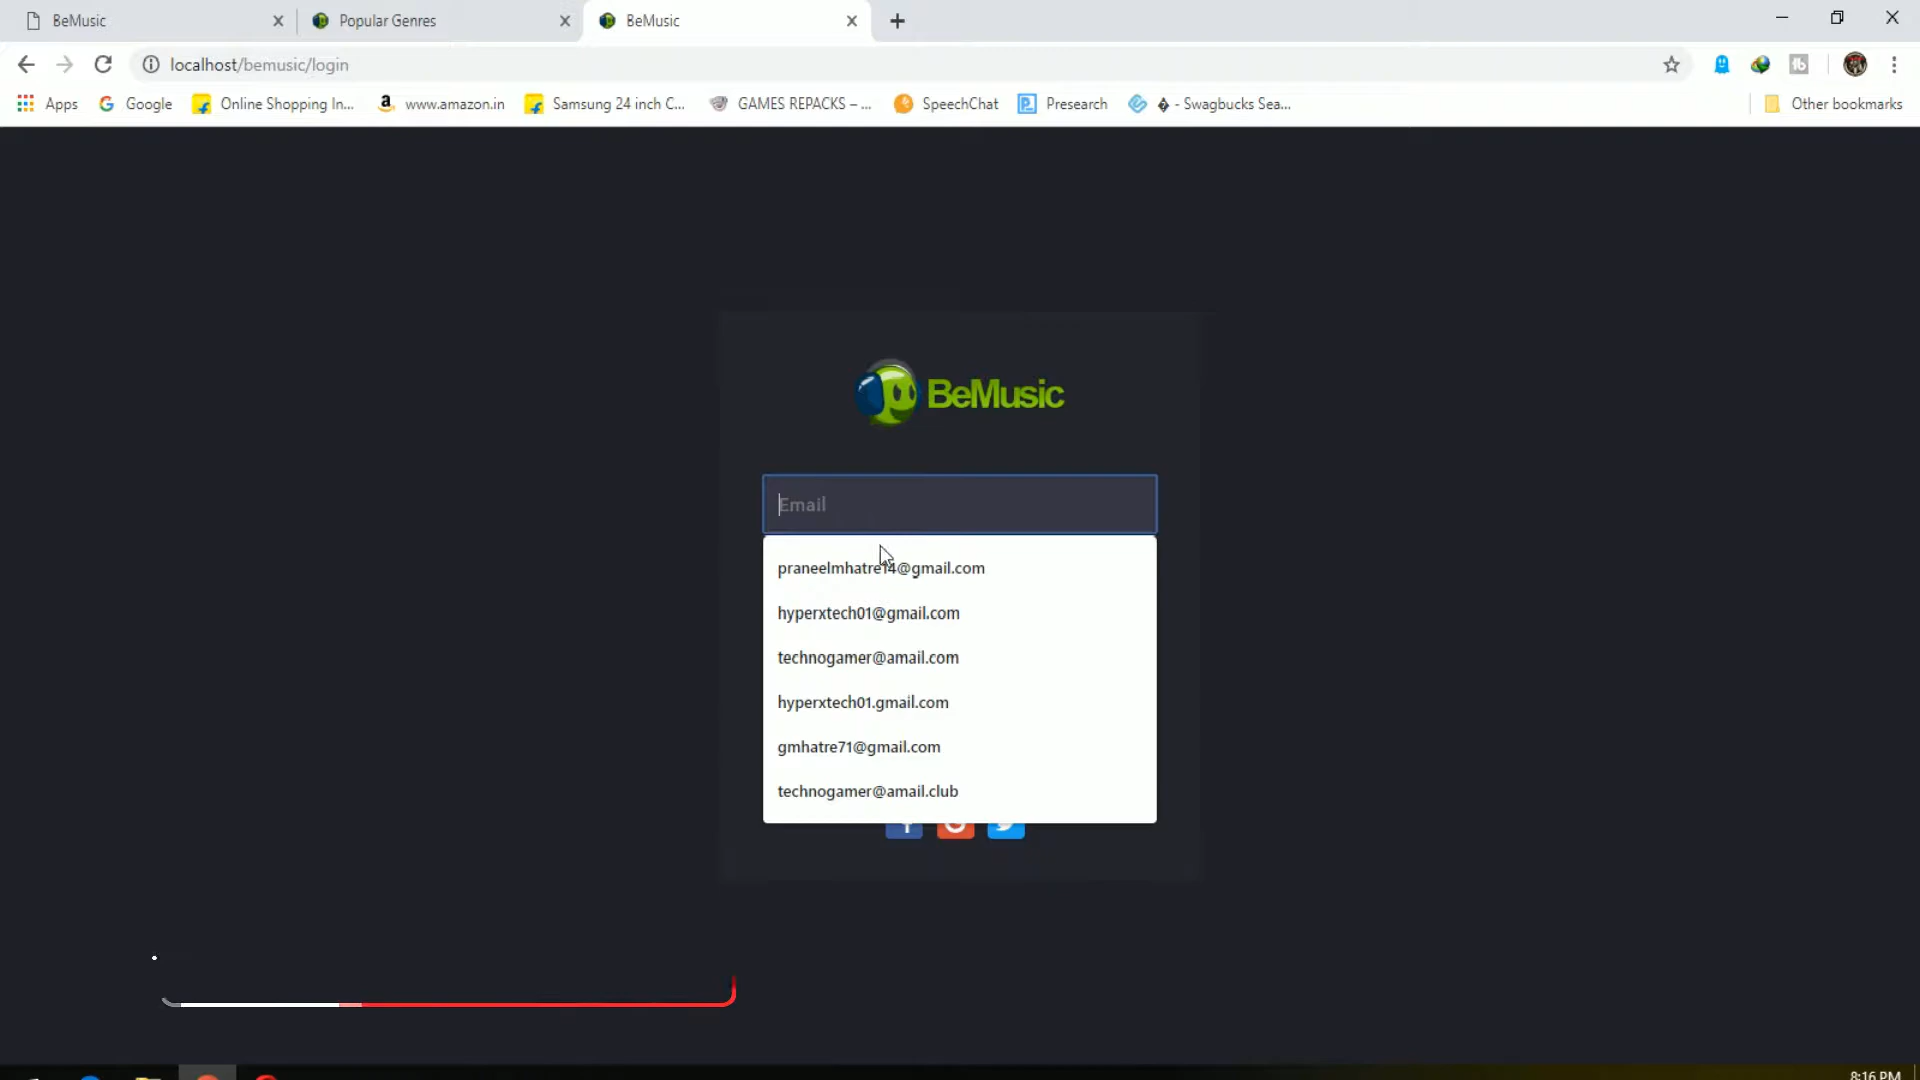 BeMusic
Popular Genres
BeMusic
localhost/bemusic/login
Apps
Google
Online Shopping In...
www.amazon.in
Samsung 24 inch C...
GAMES REPACKS – ...
SpeechChat
Presearch
� - Swagbucks Sea...
Other bookmarks
BeMusic
Email
praneelmhatre14@gmail.com
hyperxtech01@gmail.com
technogamer@amail.com
hyperxtech01.gmail.com
gmhatre71@gmail.com
technogamer@amail.club
8:16 PM